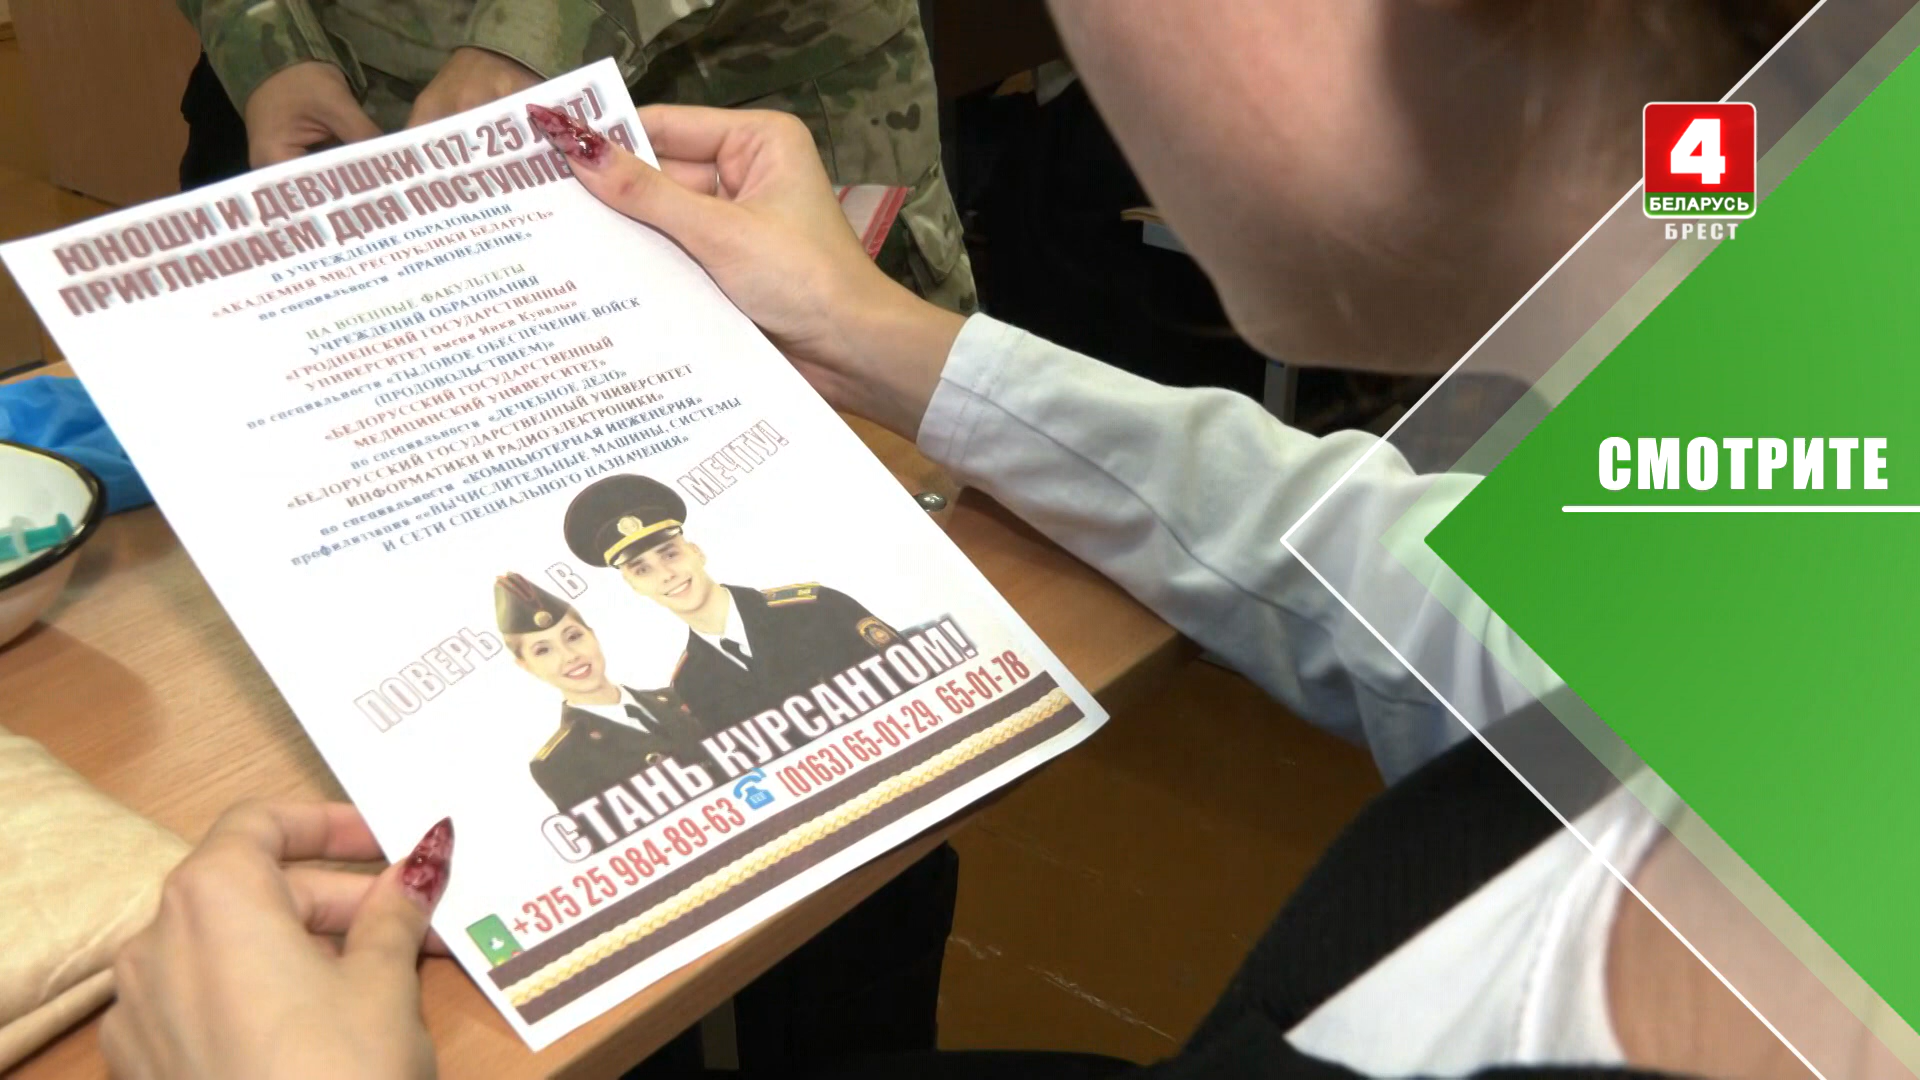 ЮНОШИ И ДЕВУШКИ (17-25 ЛЕТ)
ПРИГЛАШАЕМ ДЛЯ ПОСТУПЛЕНИЯ
В УЧРЕЖДЕНИЕ ОБРАЗОВАНИЯ
«АКАДЕМИЯ МВД РЕСПУБЛИКИ БЕЛАРУСЬ»
по специальности «ПРАВОВЕДЕНИЕ»
НА ВОЕННЫЕ ФАКУЛЬТЕТЫ
УЧРЕЖДЕНИЙ ОБРАЗОВАНИЯ
«ГРОДНЕНСКИЙ ГОСУДАРСТВЕННЫЙ
УНИВЕРСИТЕТ имени Янки Купалы»
по специальности «ТЫЛОВОЕ ОБЕСПЕЧЕНИЕ ВОЙСК
(ПРОДОВОЛЬСТВИЕМ)»
«БЕЛОРУССКИЙ ГОСУДАРСТВЕННЫЙ
МЕДИЦИНСКИЙ УНИВЕРСИТЕТ»
по специальности «ЛЕЧЕБНОЕ ДЕЛО»
«БЕЛОРУССКИЙ ГОСУДАРСТВЕННЫЙ УНИВЕРСИТЕТ
ИНФОРМАТИКИ И РАДИОЭЛЕКТРОНИКИ»
по специальности «КОМПЬЮТЕРНАЯ ИНЖЕНЕРИЯ»
профилизация ««ВЫЧИСЛИТЕЛЬНЫЕ МАШИНЫ, СИСТЕМЫ
И СЕТИ СПЕЦИАЛЬНОГО НАЗНАЧЕНИЯ»
ПОВЕРЬ В МЕЧТУ!
СТАНЬ КУРСАНТОМ!
+375 25 984-89-63 (0163) 65-01-29, 65-01-78
4
БЕЛАРУСЬ
БРЕСТ
СМОТРИТЕ